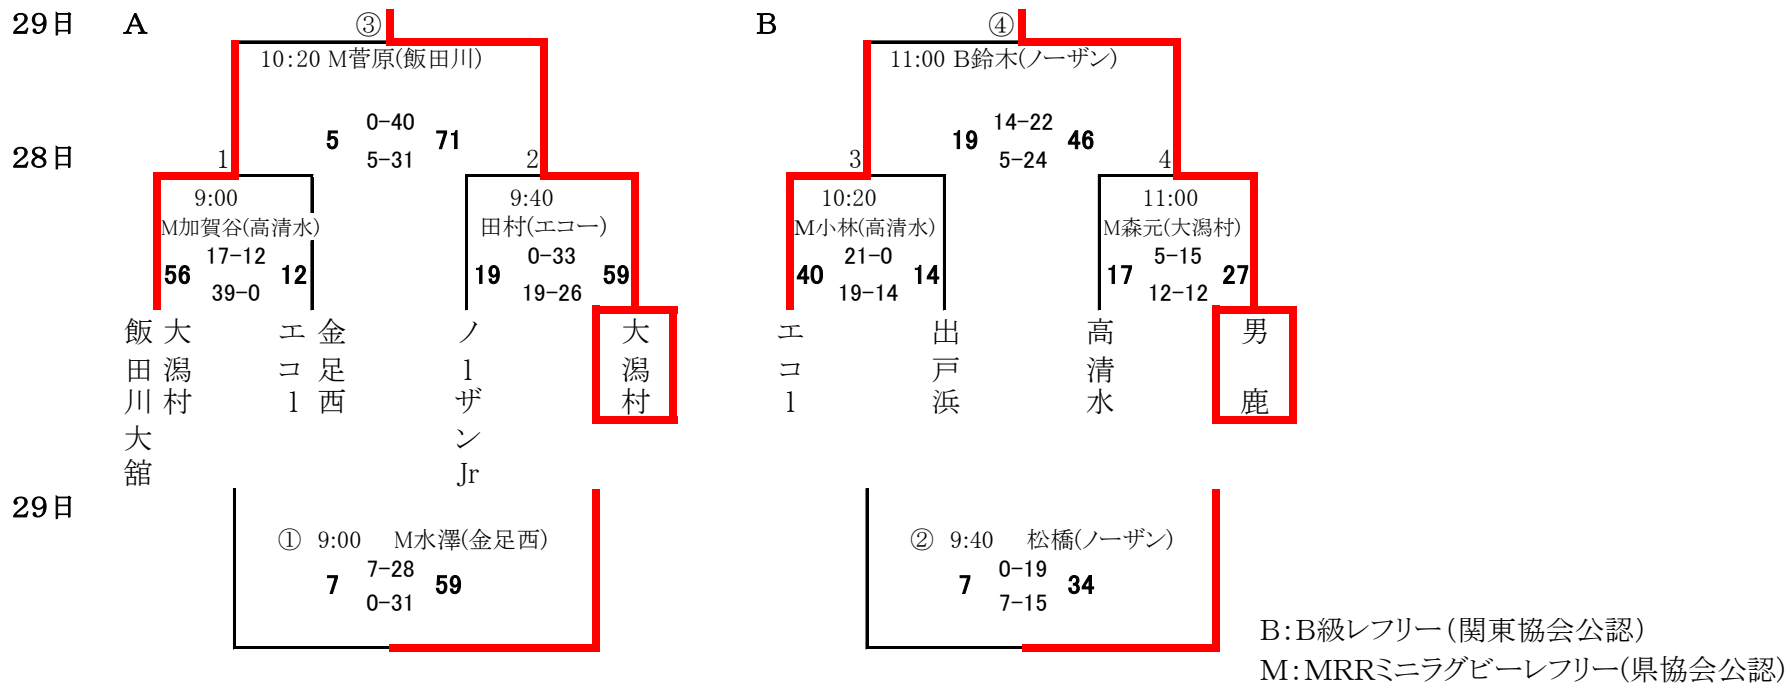 29日 A ③ B ④
10:20 M菅原(飯田川) 11:00 B鈴木(ノーザン)
5 0-40 71 19 14-22 46
5-31 5-24
28日 1 2 3 4
9:00 9:40 10:20 11:00
M加賀谷(高清水) 田村(エコー) M小林(高清水) M森元(大潟村)
56 17-12 12 19 0-33 59 40 21-0 14 17 5-15 27
39-0 19-26 19-14 12-12
飯田川大舘
大潟村
エコー
金足西
ノーザンJr
大潟村
エコー
出戸浜
高清水
男鹿
29日
① 9:00 M水澤(金足西) ② 9:40 松橋(ノーザン)
7 7-28 59 7 0-19 34
0-31 7-15
B:B級レフリー(関東協会公認)
M:MRRミニラグビーレフリー(県協会公認)